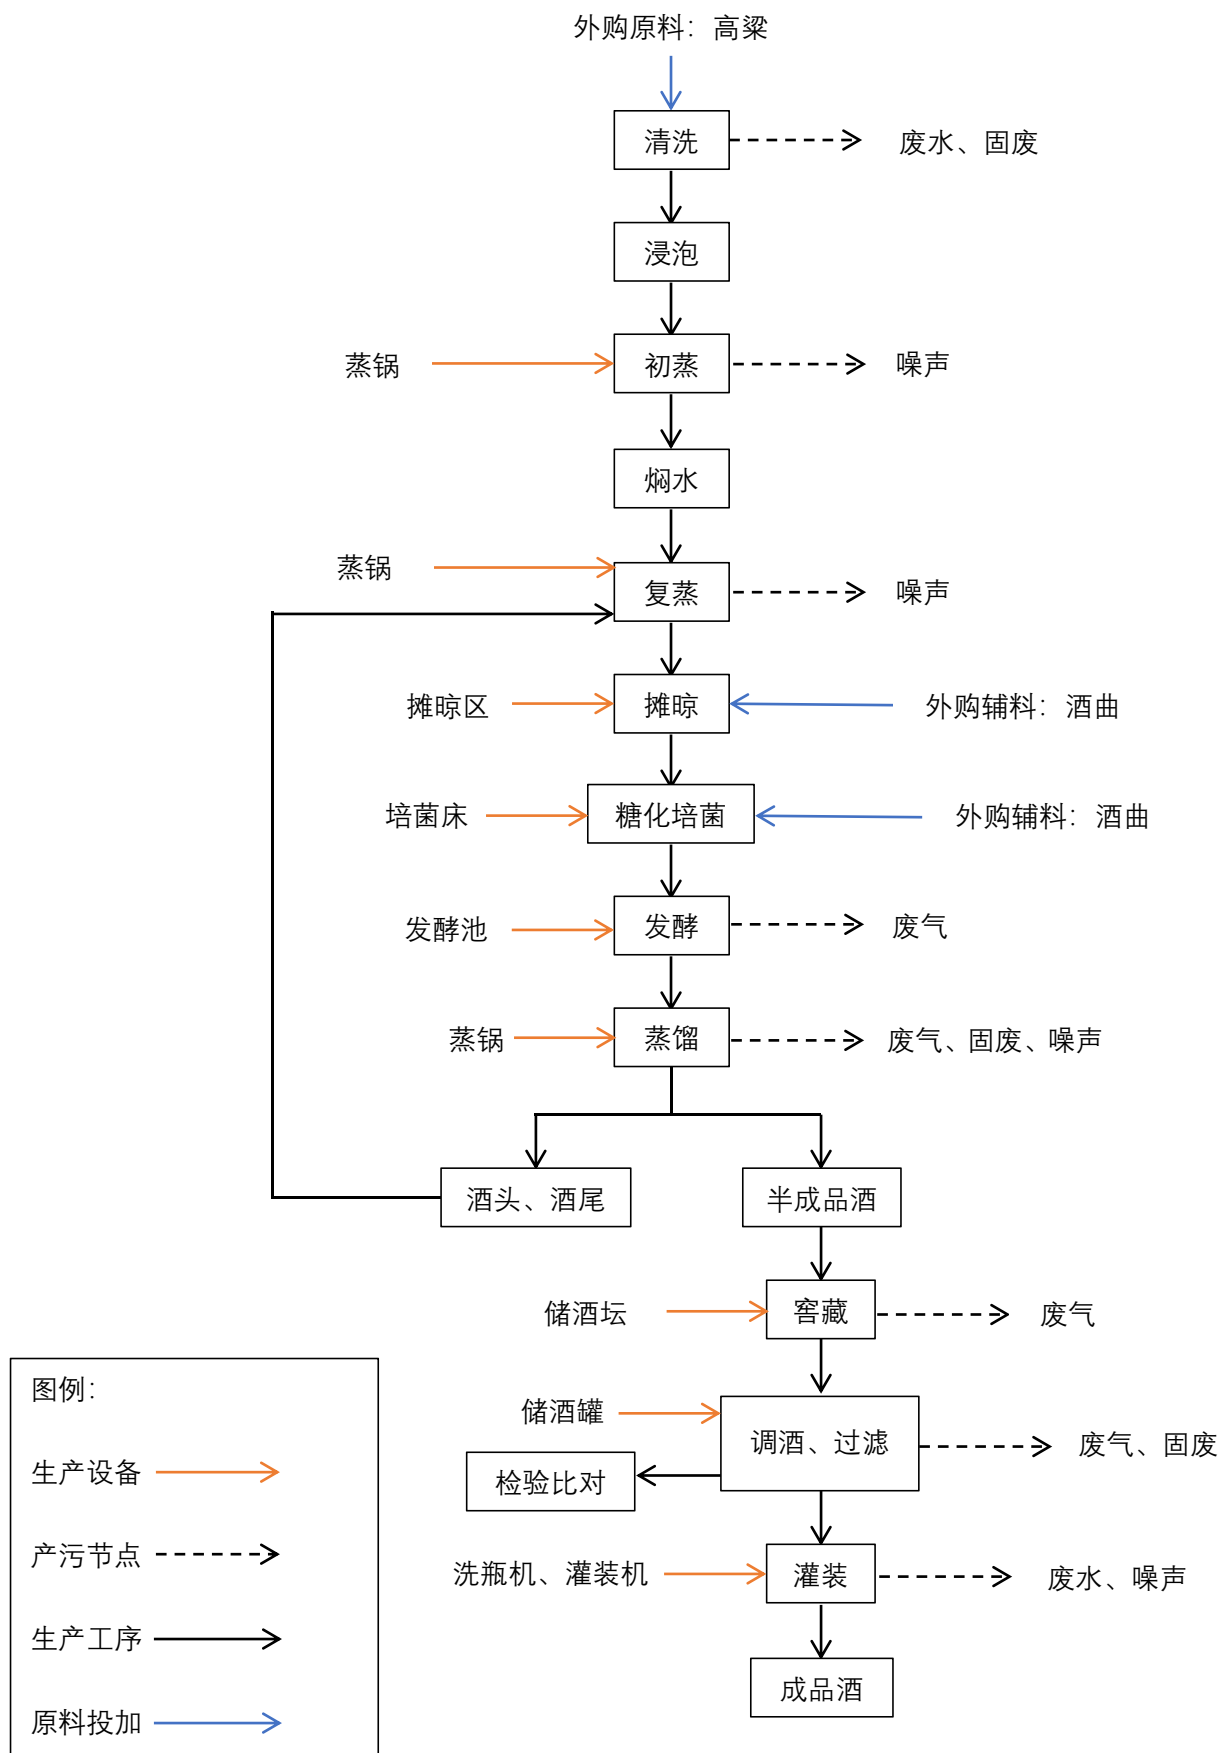 外购原料：高粱
清洗
废水、固废
浸泡
蒸锅
初蒸
噪声
焖水
蒸锅
复蒸
噪声
摊晾区
摊晾
外购辅料：酒曲
培菌床
糖化培菌
外购辅料：酒曲
发酵池
发酵
废气
蒸锅
蒸馏
废气、固废、噪声
酒头、酒尾
半成品酒
储酒坛
窖藏
废气
储酒罐
调酒、过滤
废气、固废
检验比对
洗瓶机、灌装机
灌装
废水、噪声
成品酒
图例：
生产设备
产污节点
生产工序
原料投加